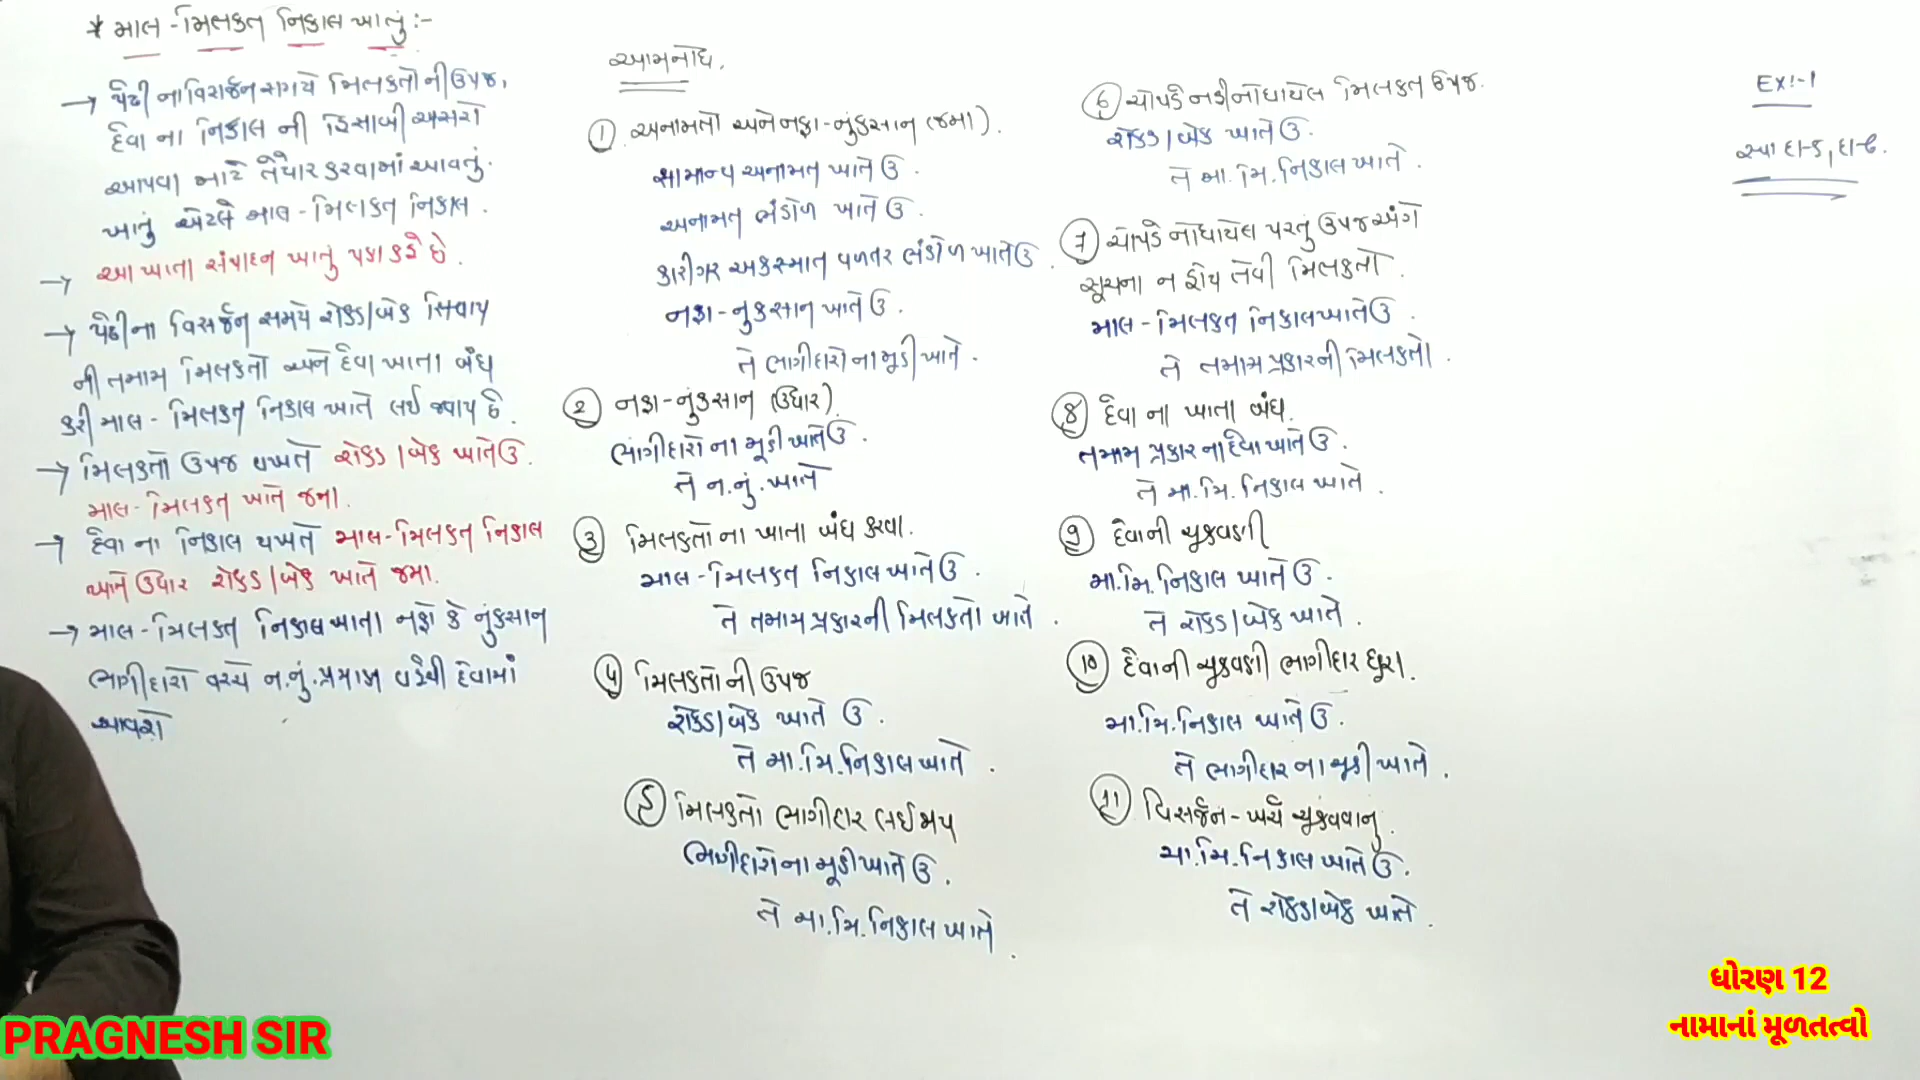 * માલ - મિલકત નિકાલ ખાતું :-
→ પેઢી ના વિસર્જન સમયે મિલકતો ની ઉપજ,
દેવા ના નિકાલ ની હિસાબી અસરો
આપવા માટે તૈયાર કરવામાં આવતું.
ખાતું એટલે માલ - મિલકત નિકાલ.
→ આ ખાતા સંપાદન ખાતું પણ કહે છે.
→ પેઢીના વિસર્જન સમયે રોકડ/બેંક સિવાય
ની તમામ મિલકતો અને દેવા ખાતા બંધ
કરી માલ - મિલકત નિકાલ ખાતે લઈ જવાય છે.
→ મિલકતો ઉપજ વખતે રોકડ/બેંક ખાતે ઉ.
માલ - મિલકત ખાતે જમા.
→ દેવા ના નિકાલ વખતે માલ-મિલકત નિકાલ
ખાતે ઉધાર રોકડ/બેંક ખાતે જમા.
→ માલ - મિલકત નિકાલ ખાતા નફો કે નુંકસાન
ભાગીદારો વચ્ચે ન.નું. પ્રમાણ વહેંચી દેવામાં
આવશે
આમનોંધ.
① અનામતો અને નફા-નુંકસાન (જમા).
સામાન્ય અનામત ખાતે ઉ.
અનામત ભંડોળ ખાતે ઉ.
કારીગર અકસ્માત વળતર ભંડોળ ખાતે ઉ.
નફા - નુકસાન ખાતે ઉ.
તે ભાગીદારોના મૂડી ખાતે.
② નફા-નુંકસાન (ઉધાર)
ભાગીદારો ના મૂડી ખાતે ઉ.
તે ન.નું. ખાતે
③ મિલકતો ના ખાતા બંધ કરવા.
માલ - મિલકત નિકાલ ખાતે ઉ.
તે તમામ પ્રકારની મિલકતો ખાતે.
④ મિલકતો ની ઉપજ
રોકડ/બેંક ખાતે ઉ.
તે મા.મિ. નિકાલ ખાતે.
⑤ મિલકતો ભાગીદાર લઈ જાય
ભાગીદારોના મૂડી ખાતે ઉ.
તે મા.મિ. નિકાલ ખાતે.
⑥ ચોપડે નહીં નોંધાયેલ મિલકત ઉપજ.
રોકડ/બેંક ખાતે ઉ.
તે મા.મિ. નિકાલ ખાતે.
⑦ ચોપડે નોંધાયેલ પરંતું ઉપજ અંગે
સૂચના ન હોય તેવી મિલકતો.
માલ - મિલકત નિકાલ ખાતે ઉ.
તે તમામ પ્રકારની મિલકતો.
⑧ દેવા ના ખાતા બંધ.
તમામ પ્રકાર ના દેવા ખાતે ઉ.
તે મા.મિ. નિકાલ ખાતે.
⑨ દેવાની ચૂકવણી
મા.મિ. નિકાલ ખાતે ઉ.
તે રોકડ/બેંક ખાતે.
⑩ દેવાની ચૂકવણી ભાગીદાર દ્વારા.
મા.મિ. નિકાલ ખાતે ઉ.
તે ભાગીદાર ના મૂડી ખાતે.
⑪ વિસર્જન - ખર્ચ ચૂકવવાનું.
મા.મિ. નિકાલ ખાતે ઉ.
તે રોકડ/બેંક ખાતે.
Ex:-1
PRAGNESH SIR
ધોરણ 12
નામાનાં મૂળતત્વો